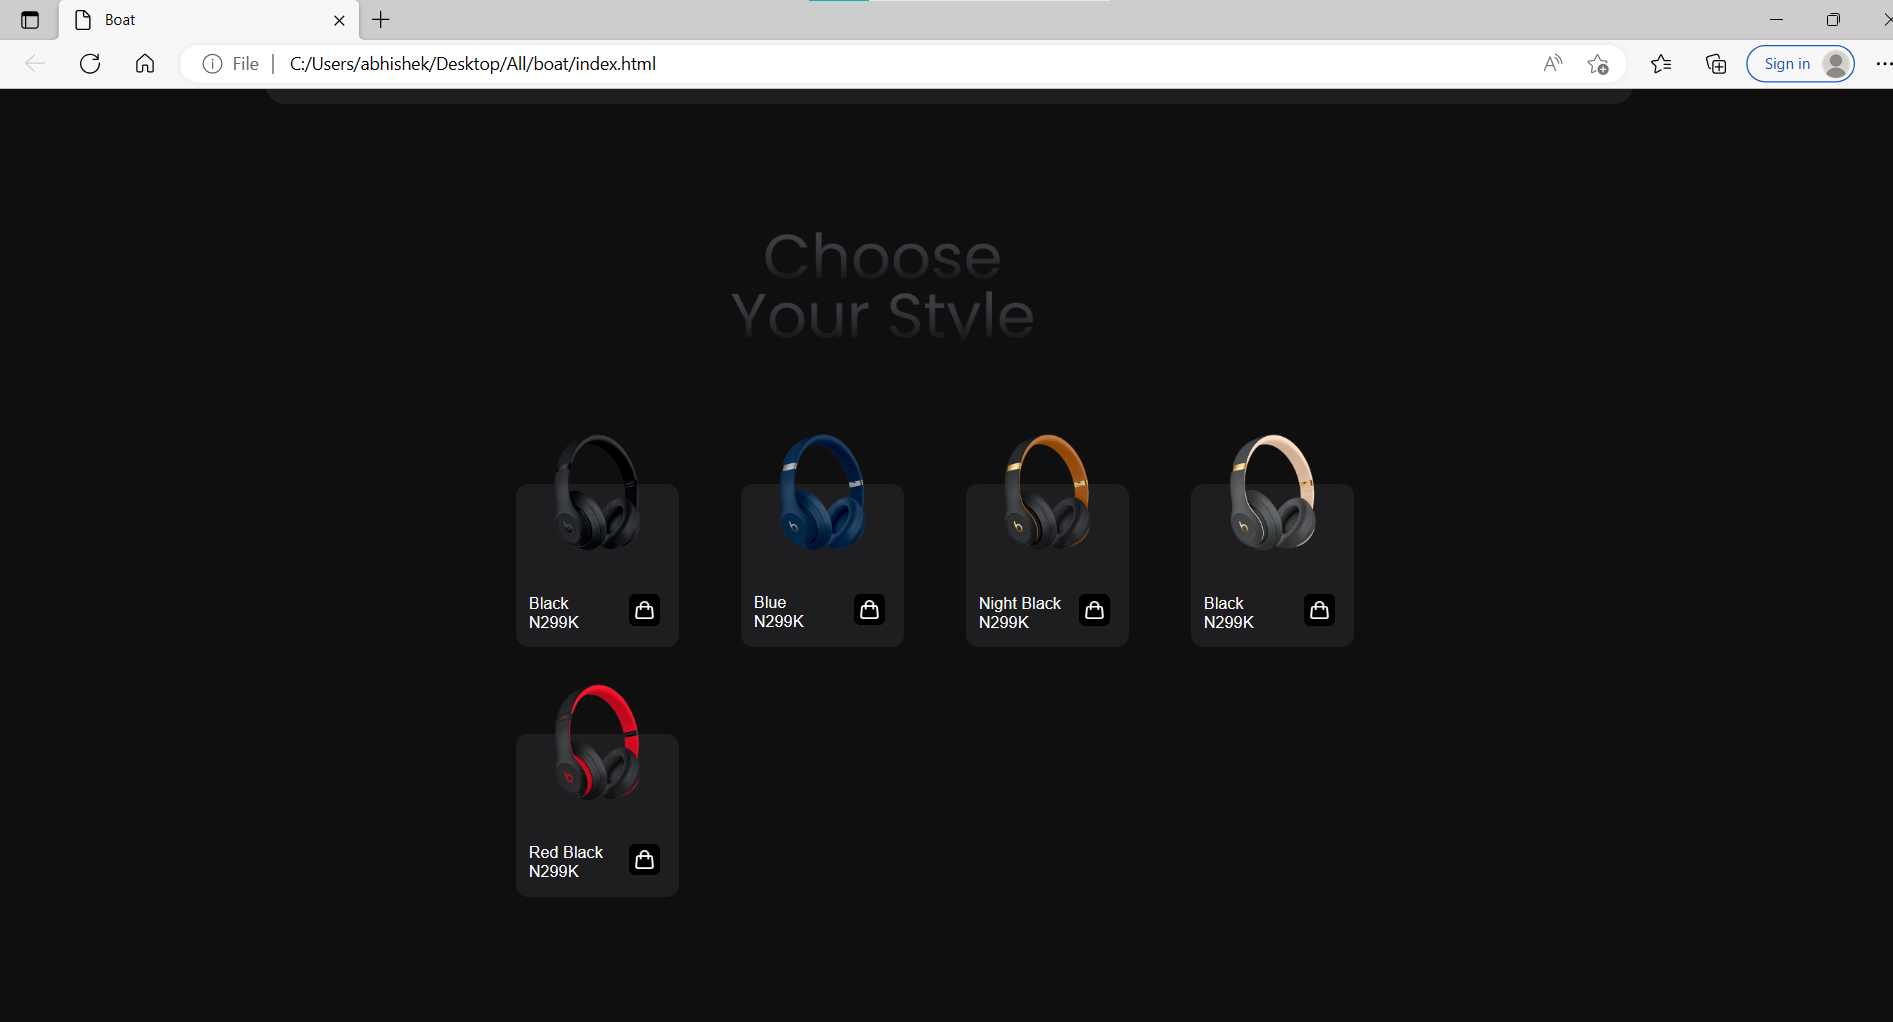 Boat
File
C:/Users/abhishek/Desktop/All/boat/index.html
Sign in
Choose
Your Style
Black
N299K
Blue
N299K
Night Black
N299K
Black
N299K
Red Black
N299K